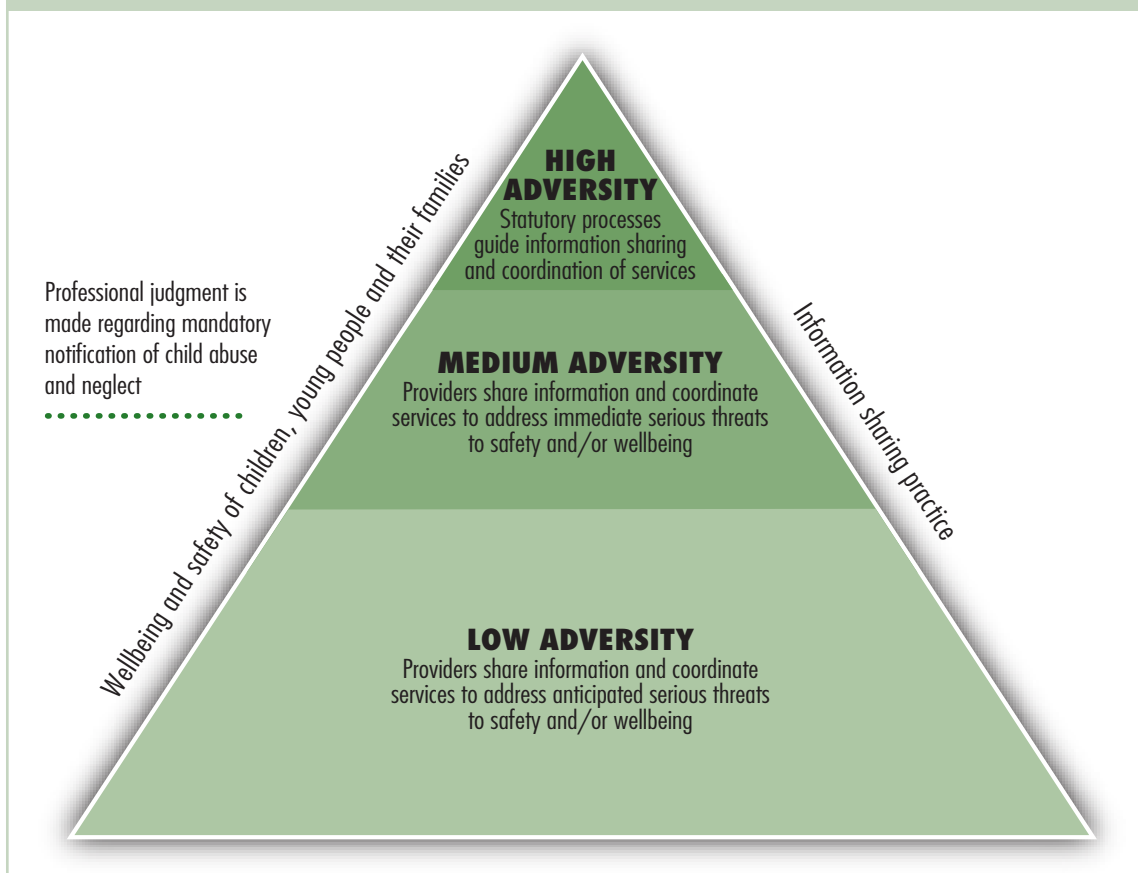 Wellbeing and safety of children, young people and their families
Professional judgment is
made regarding mandatory
notification of child abuse
and neglect
HIGH
ADVERSITY
Statutory processes
guide information sharing
and coordination of services
MEDIUM ADVERSITY
Providers share information and coordinate
services to address immediate serious threats
to safety and/or wellbeing
LOW ADVERSITY
Providers share information and coordinate
services to address anticipated serious threats
to safety and/or wellbeing
Information sharing practice